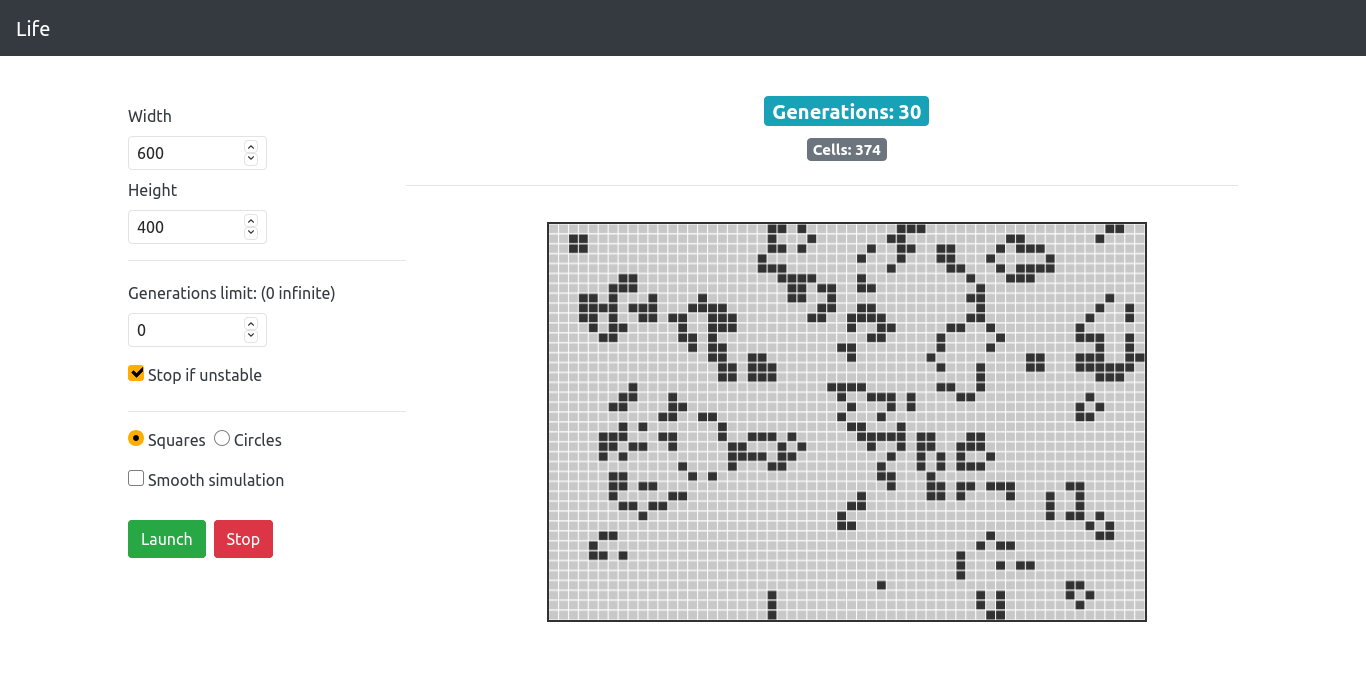 Life
Width
600
Height
400
Generations limit: (0 infinite)
0
Stop if unstable
Squares Circles
Smooth simulation
Launch Stop
Generations: 30
Cells: 374